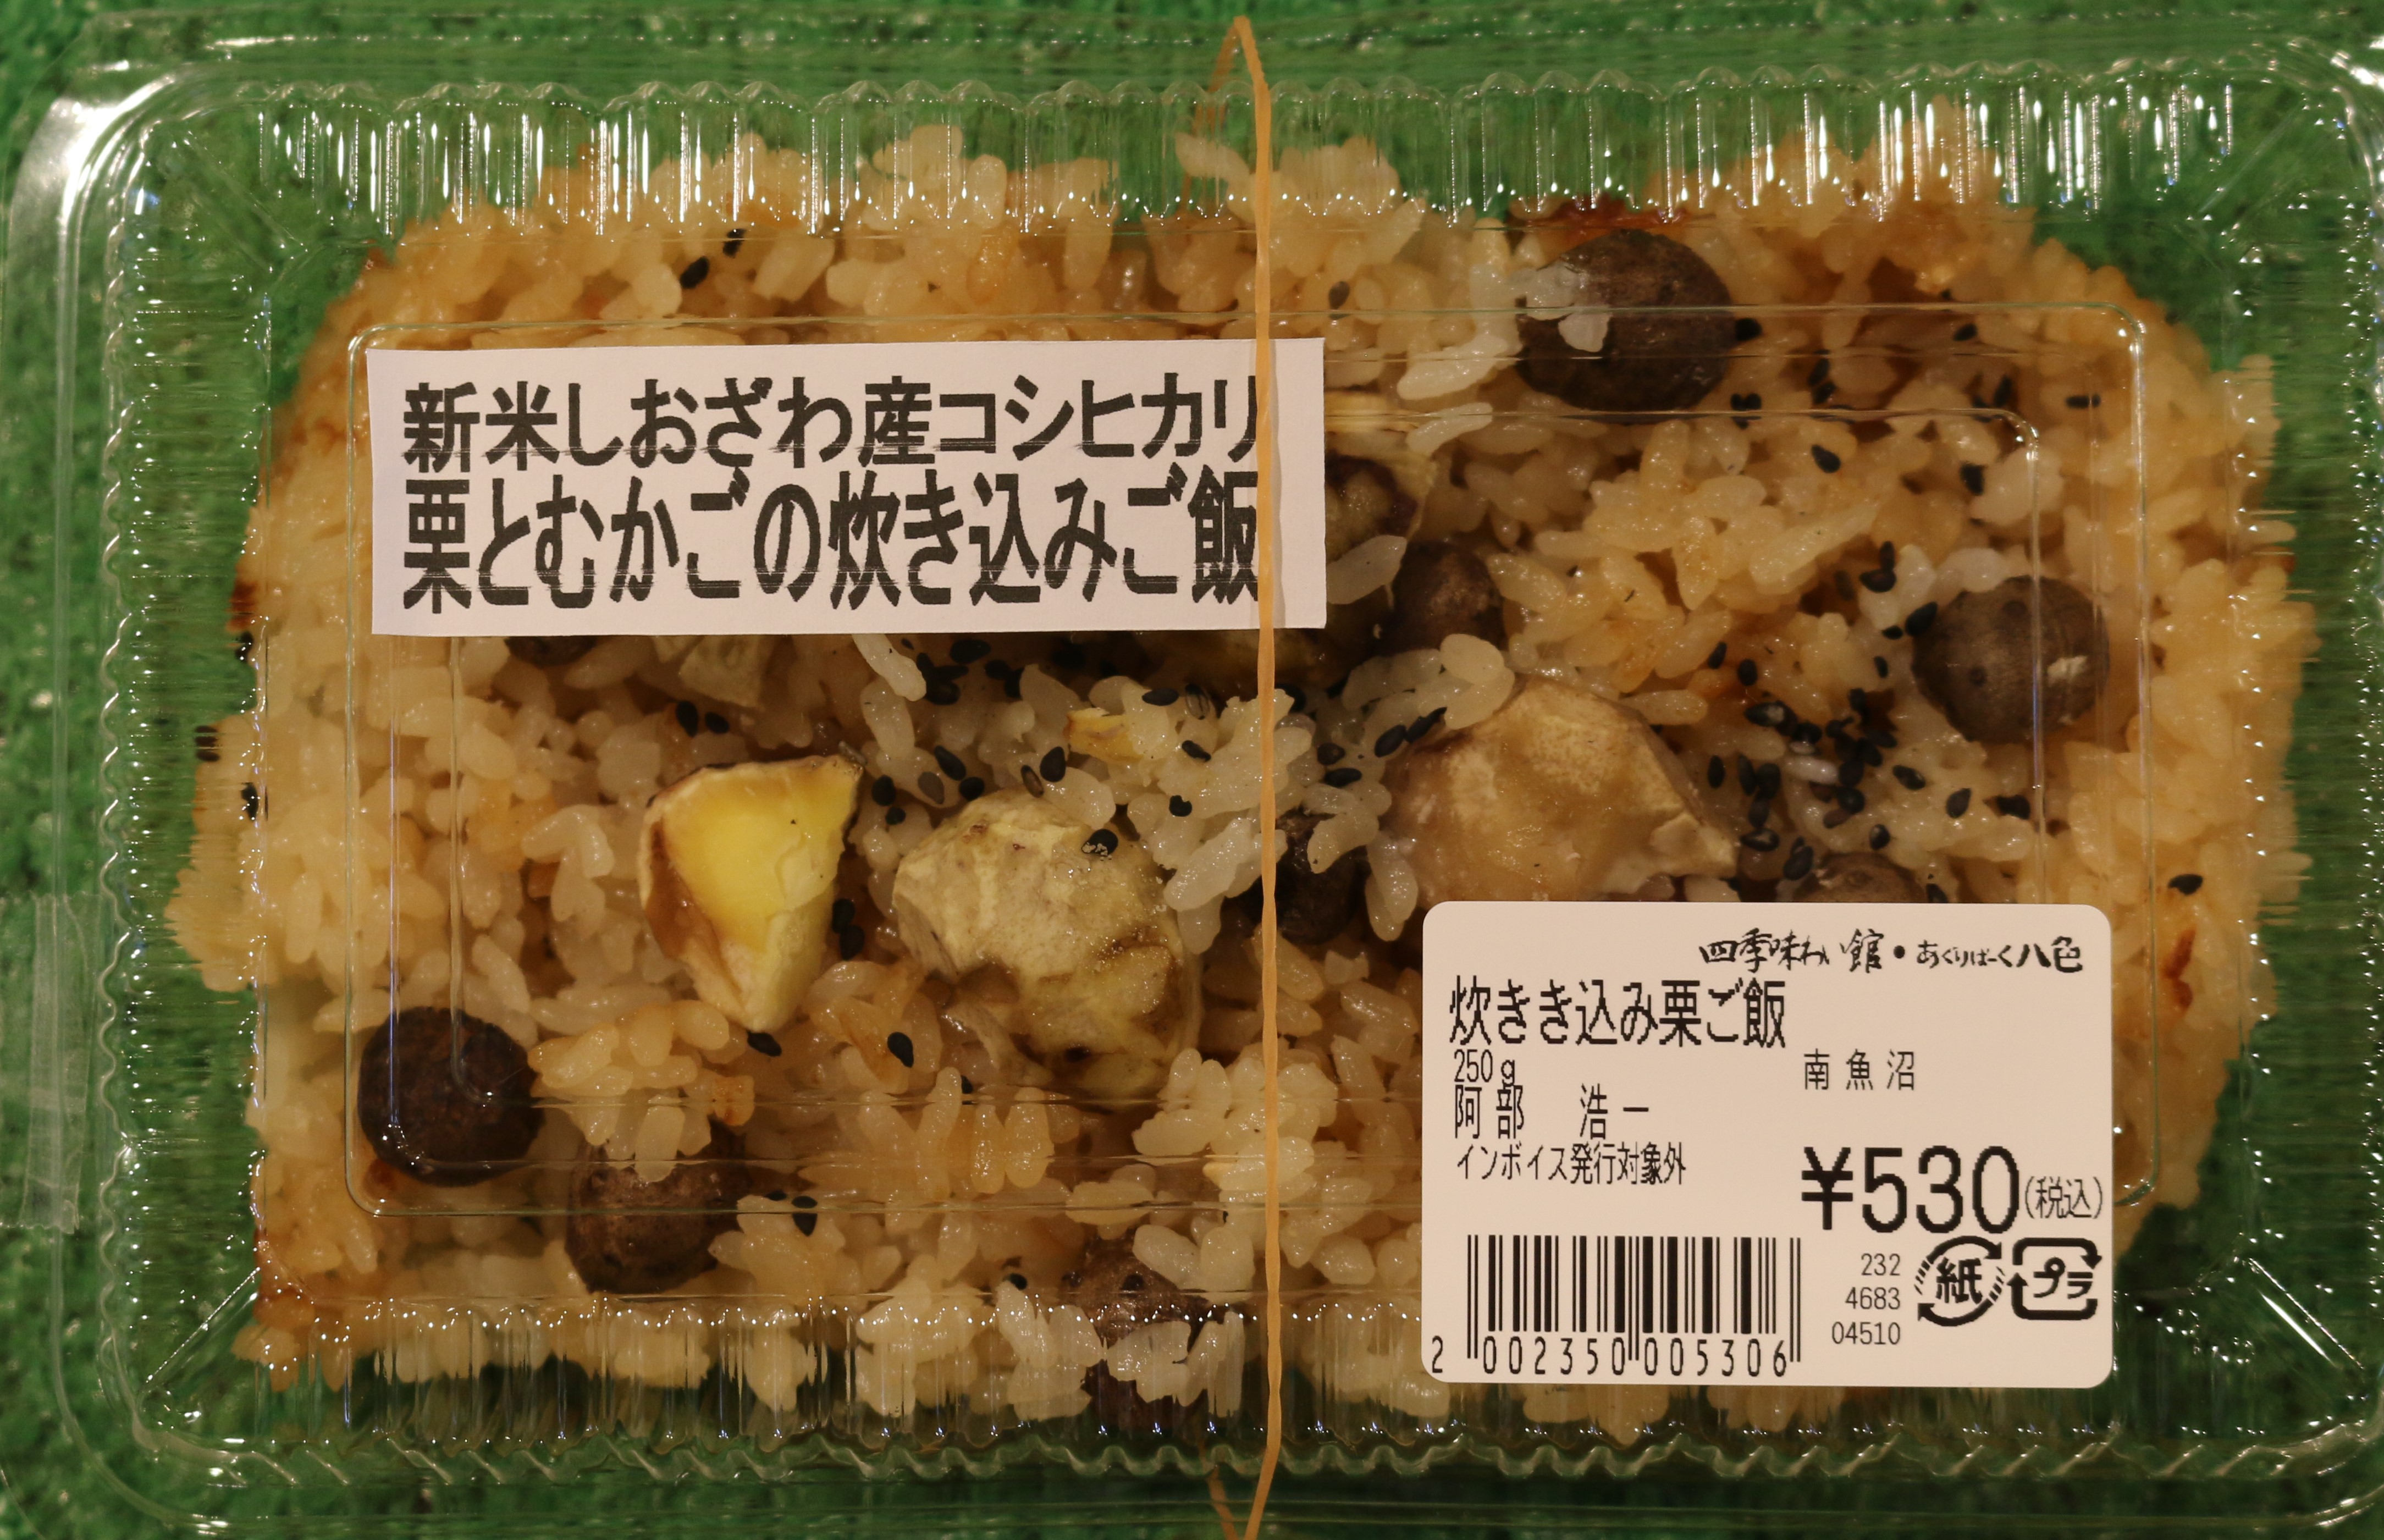 新米しおざわ産コシヒカリ
栗とむかごの炊き込みご飯
四季味わい館・あぐりぱーく八色
炊きき込み栗ご飯
250g
南魚沼
阿部 浩一
インボイス発行対象外
¥530(税込)
232
4683
04510
紙
プラ
2 002350 005306